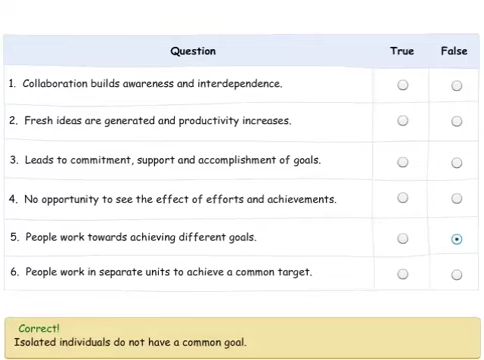 Question True False
1. Collaboration builds awareness and interdependence.
2. Fresh ideas are generated and productivity increases.
3. Leads to commitment, support and accomplishment of goals.
4. No opportunity to see the effect of efforts and achievements.
5. People work towards achieving different goals.
6. People work in separate units to achieve a common target.
Correct!
Isolated individuals do not have a common goal.